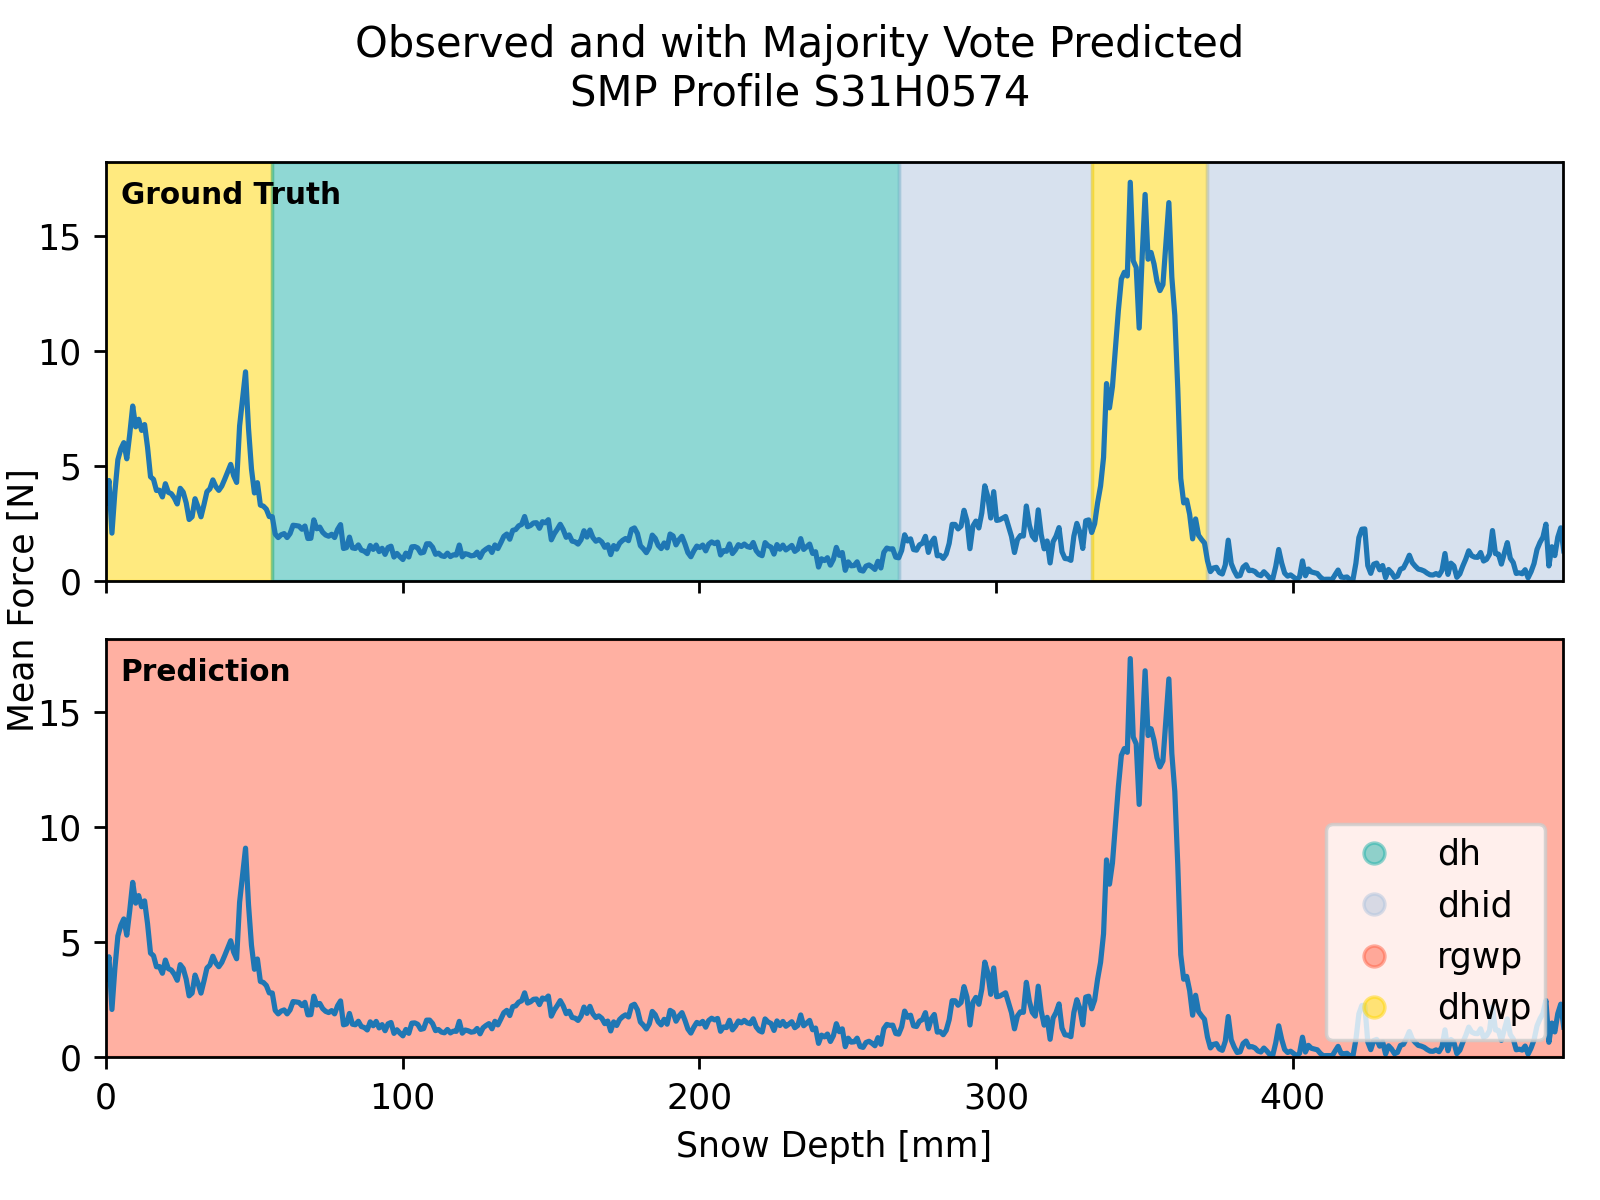 Observed and with Majority Vote Predicted
SMP Profile S31H0574
Ground Truth
15
10
5
0
Mean Force [N]
Prediction
15
10
5
0
dh
dhid
rgwp
dhwp
0 100 200 300 400
Snow Depth [mm]